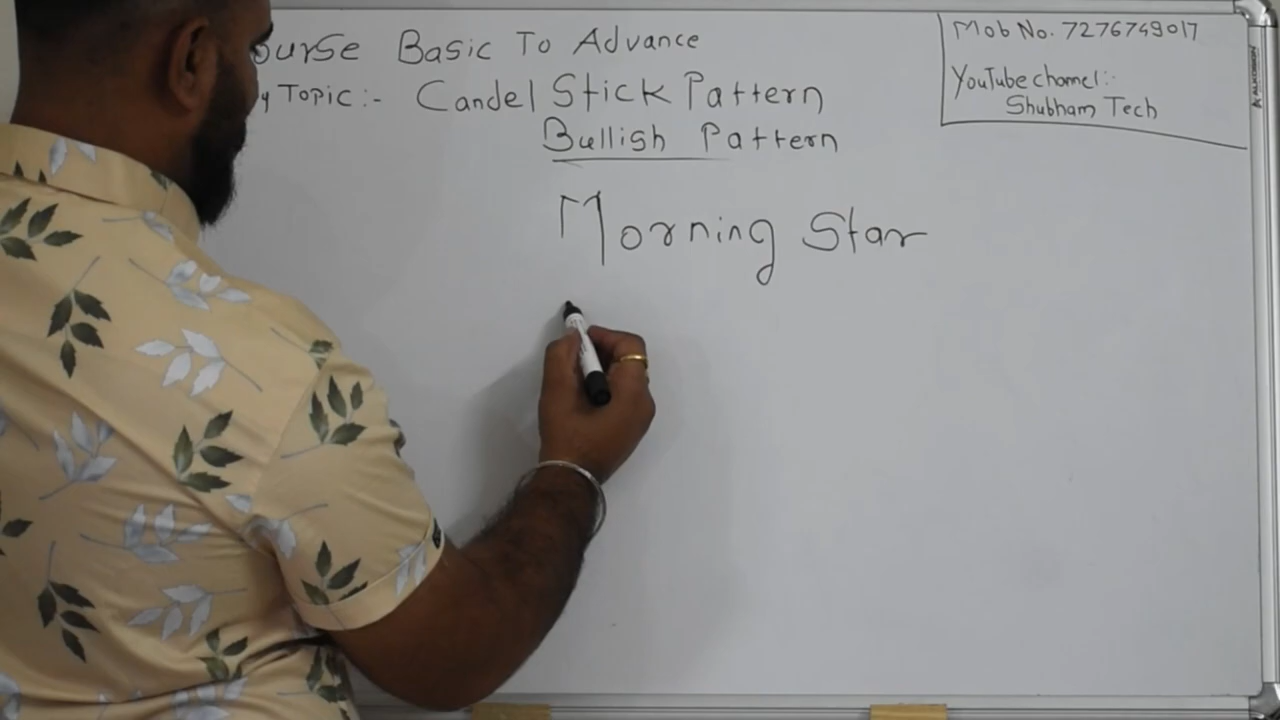 ourse Basic To Advance
y Topic :- Candel Stick Pattern
Bullish Pattern
Morning Star
Mob No. 7276749017
YouTube channel :-
Shubham Tech